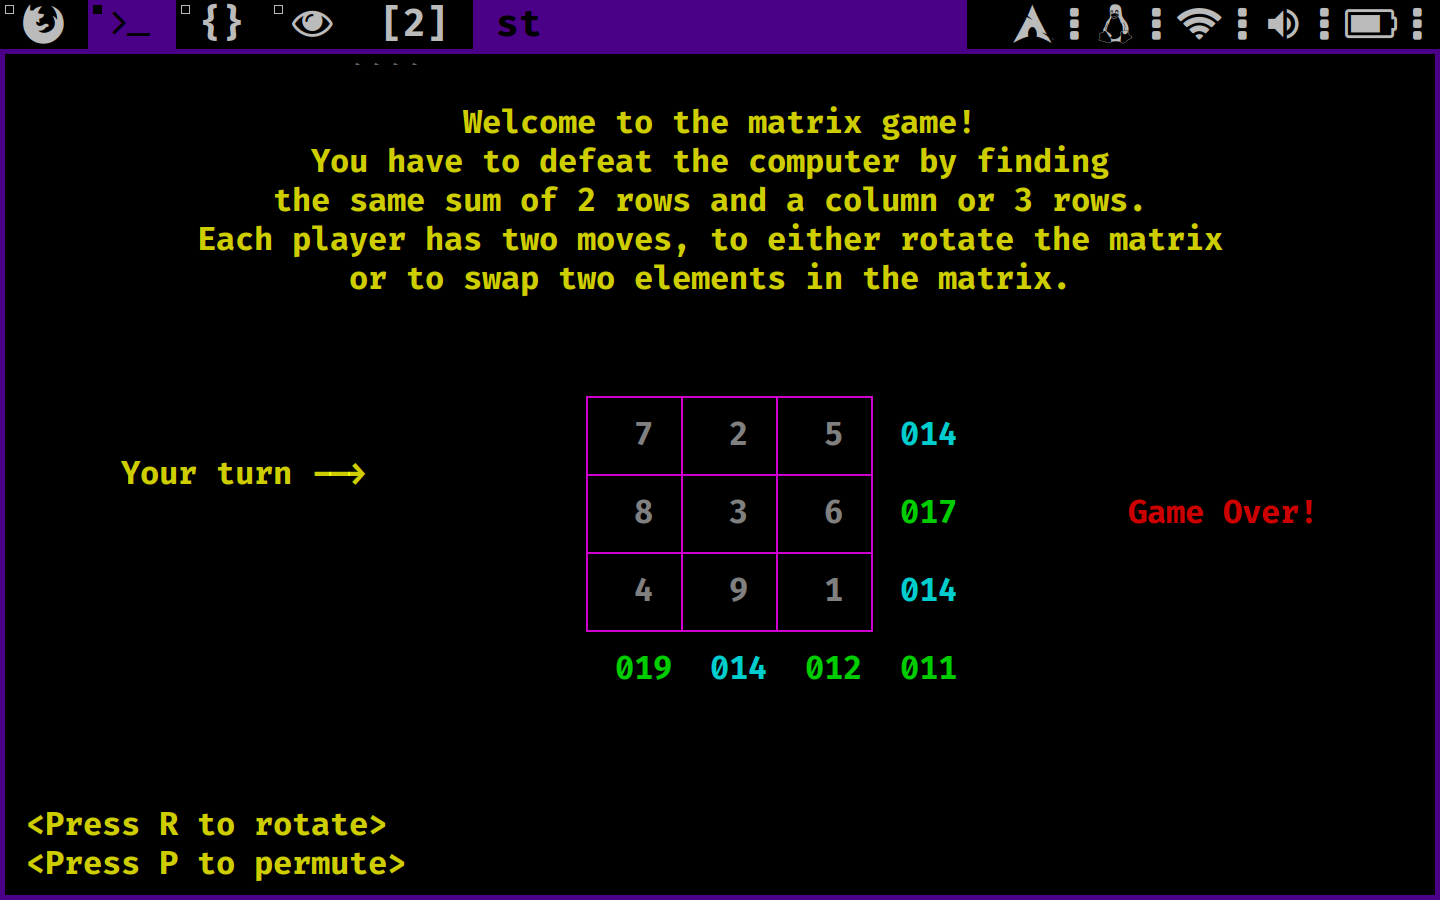 >_ {} [2] st
Welcome to the matrix game!
You have to defeat the computer by finding
the same sum of 2 rows and a column or 3 rows.
Each player has two moves, to either rotate the matrix
or to swap two elements in the matrix.
7 2 5 014
Your turn ⟶
8 3 6 017 Game Over!
4 9 1 014
019 014 012 011
<Press R to rotate>
<Press P to permute>